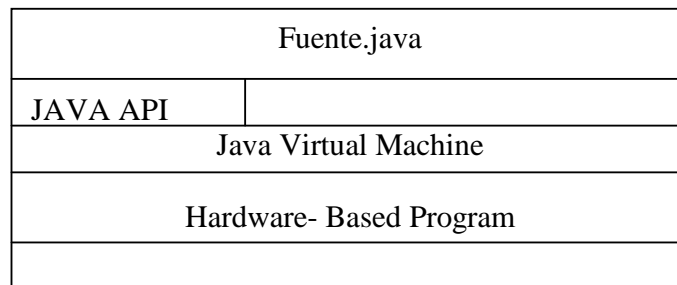 Fuente.java
JAVA API
Java Virtual Machine
Hardware- Based Program